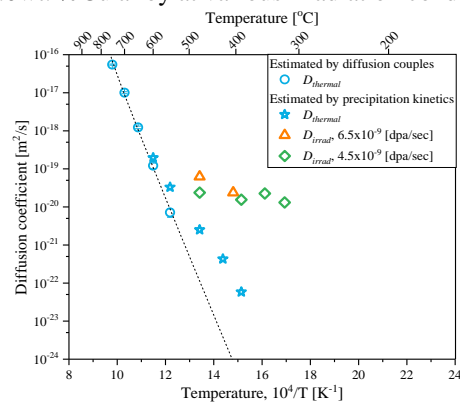 Temperature [°C]
900 800 700 600 500 400 300 200
Estimated by diffusion couples
D_thermal
Estimated by precipitation kinetics
D_thermal
D_irrad, 6.5x10⁻⁹ [dpa/sec]
D_irrad, 4.5x10⁻⁹ [dpa/sec]
Diffusion coefficient [m²/s]
10⁻¹⁶
10⁻¹⁷
10⁻¹⁸
10⁻¹⁹
10⁻²⁰
10⁻²¹
10⁻²²
10⁻²³
10⁻²⁴
8 10 12 14 16 18 20 22 24
Temperature, 10⁴/T [K⁻¹]